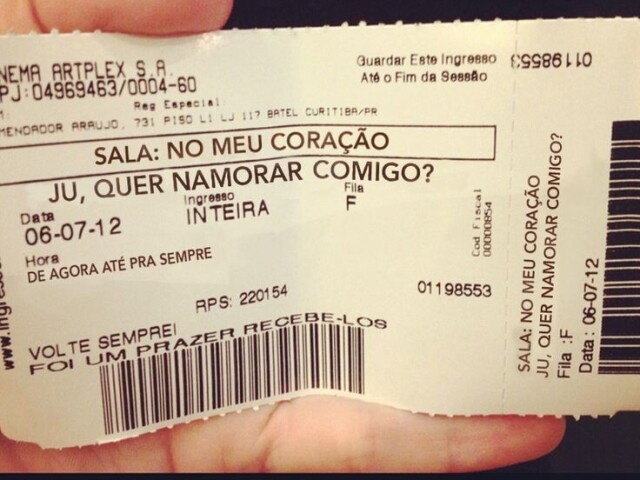 NEMA ARTPLEX S.A.
PJ:04969463/0004-60
Reg Especial:
MENDADOR ARAUJO, 731 PISO L1 LJ 117 BATEL CURITIBA/PR
Guardar Este Ingresso
Até o Fim da Sessão
SALA: NO MEU CORAÇÃO
JU, QUER NAMORAR COMIGO?
Data
06-07-12
Ingresso
INTEIRA
Fila
F
Hora
DE AGORA ATÉ PRA SEMPRE
Cod Fiscal
00000854
RPS: 220154
01198553
VOLTE SEMPRE!
FOI UM PRAZER RECEBE-LOS
www.ingres
01198553
SALA: NO MEU CORAÇÃO
JU, QUER NAMORAR COMIGO?
Fila :F
Data: 06-07-12